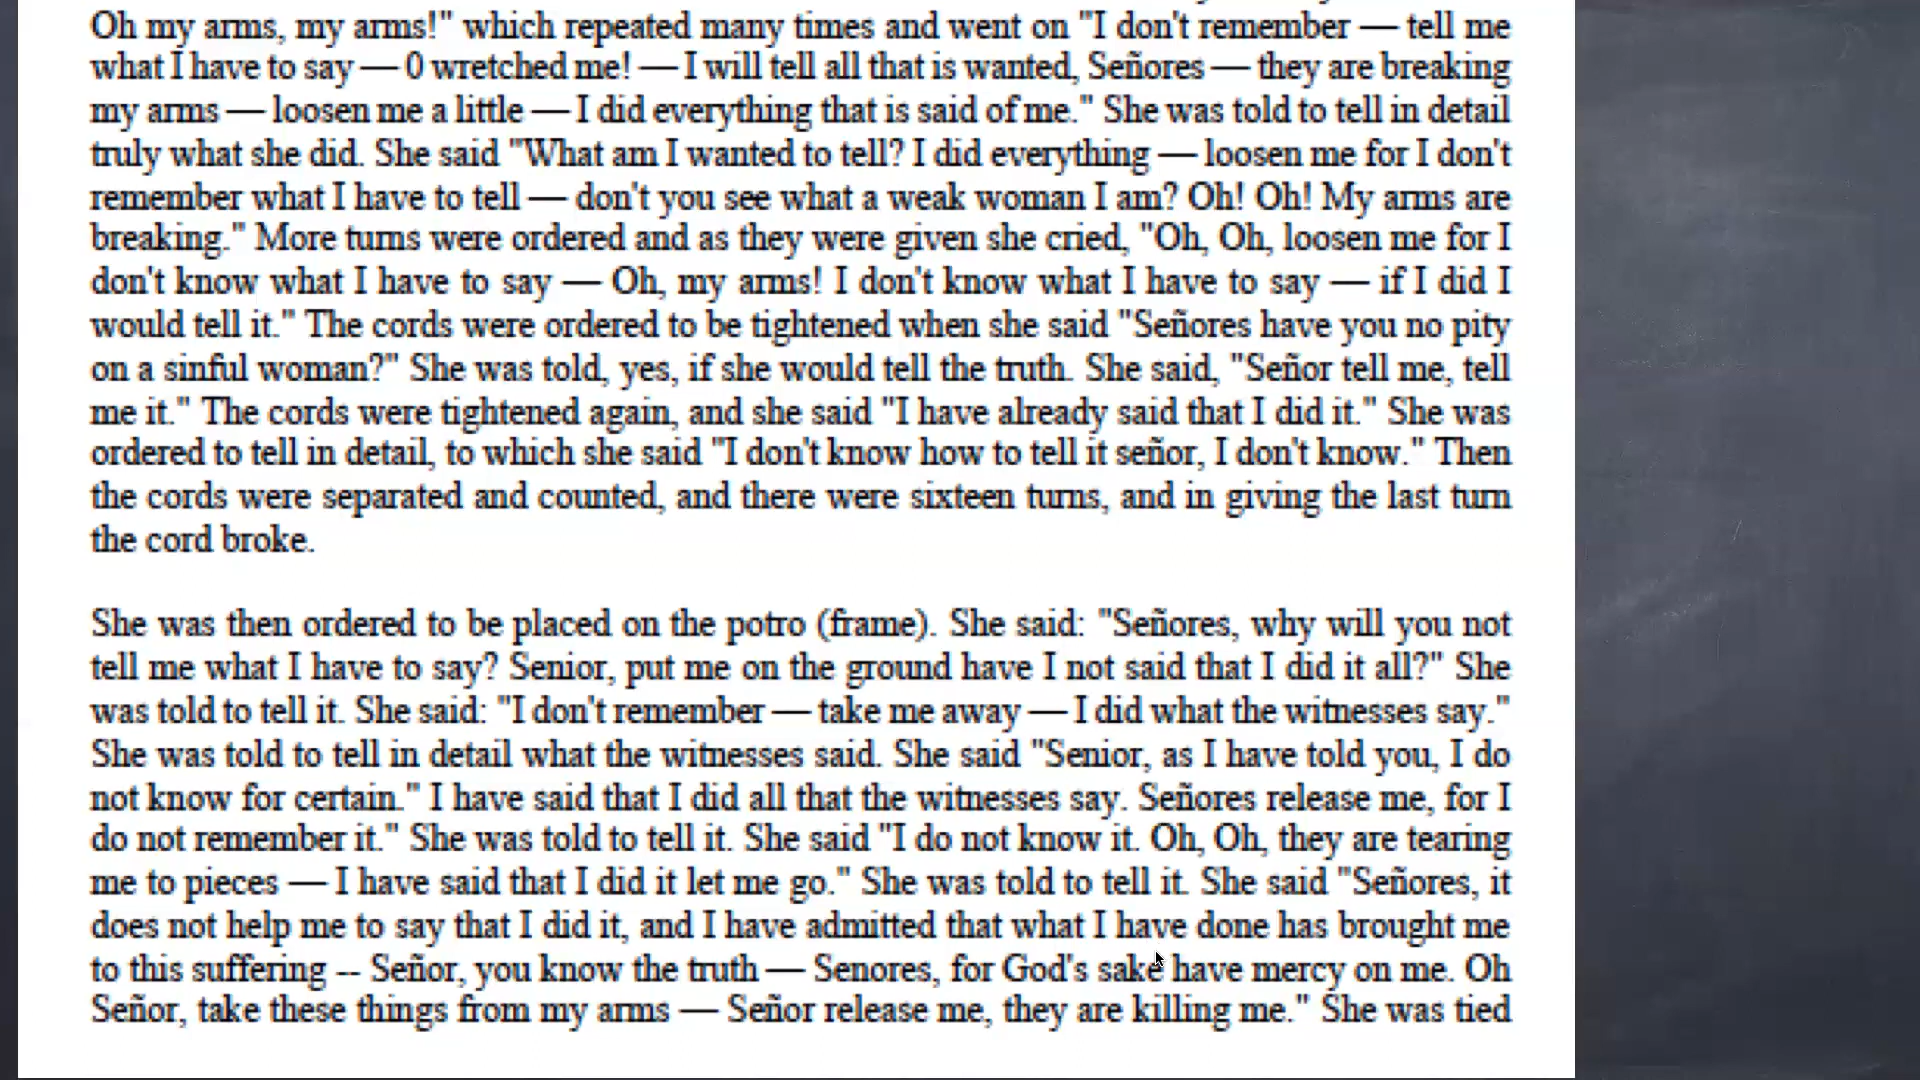 Oh my arms, my arms!" which repeated many times and went on "I don't remember — tell me
what I have to say — 0 wretched me! — I will tell all that is wanted, Señores — they are breaking
my arms — loosen me a little — I did everything that is said of me." She was told to tell in detail
truly what she did. She said "What am I wanted to tell? I did everything — loosen me for I don't
remember what I have to tell — don't you see what a weak woman I am? Oh! Oh! My arms are
breaking." More turns were ordered and as they were given she cried, "Oh, Oh, loosen me for I
don't know what I have to say — Oh, my arms! I don't know what I have to say — if I did I
would tell it." The cords were ordered to be tightened when she said "Señores have you no pity
on a sinful woman?" She was told, yes, if she would tell the truth. She said, "Señor tell me, tell
me it." The cords were tightened again, and she said "I have already said that I did it." She was
ordered to tell in detail, to which she said "I don't know how to tell it señor, I don't know." Then
the cords were separated and counted, and there were sixteen turns, and in giving the last turn
the cord broke.
She was then ordered to be placed on the potro (frame). She said: "Señores, why will you not
tell me what I have to say? Senior, put me on the ground have I not said that I did it all?" She
was told to tell it. She said: "I don't remember — take me away — I did what the witnesses say."
She was told to tell in detail what the witnesses said. She said "Senior, as I have told you, I do
not know for certain." I have said that I did all that the witnesses say. Señores release me, for I
do not remember it." She was told to tell it. She said "I do not know it. Oh, Oh, they are tearing
me to pieces — I have said that I did it let me go." She was told to tell it. She said "Señores, it
does not help me to say that I did it, and I have admitted that what I have done has brought me
to this suffering -- Señor, you know the truth — Senores, for God's sake have mercy on me. Oh
Señor, take these things from my arms — Señor release me, they are killing me." She was tied